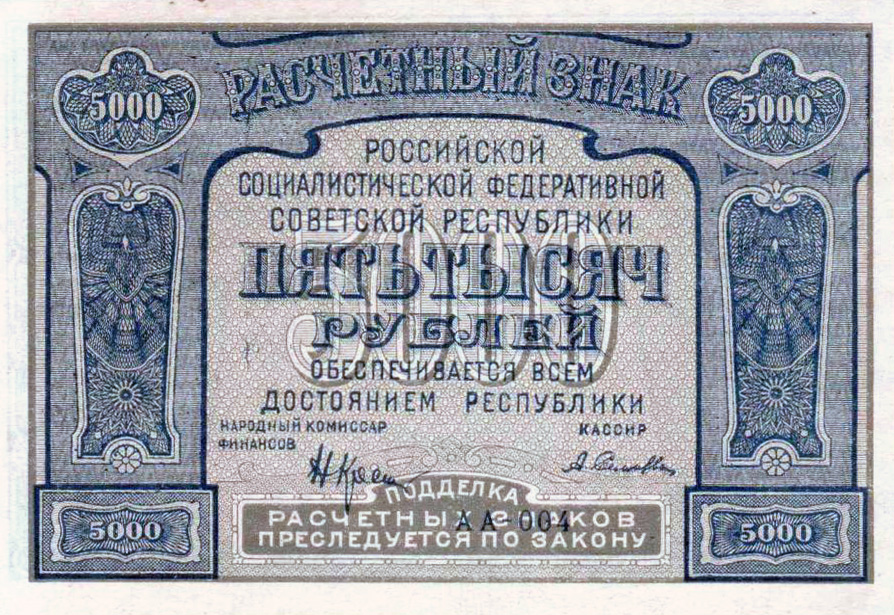 РАСЧЕТНЫЙ ЗНАК
5000 5000
РОССИЙСКОЙ
СОЦИАЛИСТИЧЕСКОЙ ФЕДЕРАТИВНОЙ
СОВЕТСКОЙ РЕСПУБЛИКИ
5000
ПЯТЬ ТЫСЯЧ
РУБЛЕЙ
ОБЕСПЕЧИВАЕТСЯ ВСЕМ
ДОСТОЯНИЕМ РЕСПУБЛИКИ
НАРОДНЫЙ КОМИССАР
ФИНАНСОВ
КАССИР
ПОДДЕЛКА
РАСЧЕТНЫХ ЗНАКОВ
АА-004
ПРЕСЛЕДУЕТСЯ ПО ЗАКОНУ
5000 5000